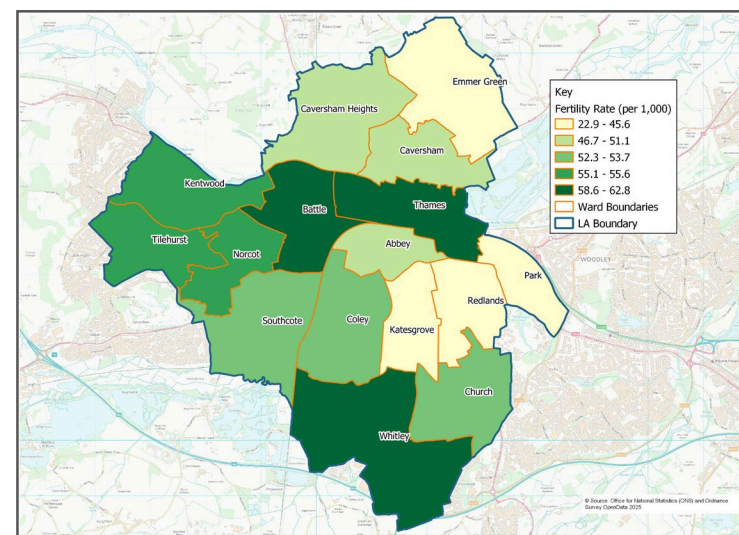 Emmer Green
Caversham Heights
Caversham
Kentwood
Battle
Thames
Tilehurst
Norcot
Abbey
Park
Redlands
Southcote
Coley
Katesgrove
Church
Whitley
WOODLEY
Key
Fertility Rate (per 1,000)
22.9 - 45.6
46.7 - 51.1
52.3 - 53.7
55.1 - 55.6
58.6 - 62.8
Ward Boundaries
LA Boundary
© Source: Office for National Statistics (ONS) and Ordnance
Survey OpenData 2025